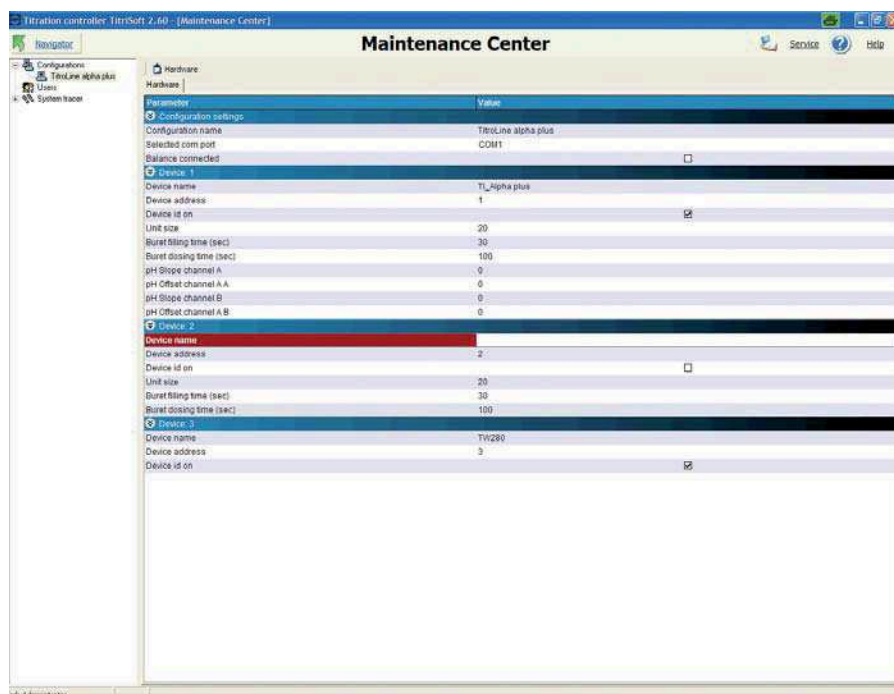 Titration controller TitriSoft 2.60 - [Maintenance Center]
Navigator
Maintenance Center
Service
Help
Configurations
TitroLine alpha plus
Users
System tracer
Hardware
Hardware
Parameter Value
Configuration settings
Configuration name TitroLine alpha plus
Selected com port COM1
Balance connected
Device: 1
Device name TL_Alpha plus
Device address 1
Device id on
Unit size 20
Buret filling time (sec) 30
Buret dosing time (sec) 100
pH Slope channel A 0
pH Offset channel A A 0
pH Slope channel B 0
pH Offset channel A B 0
Device: 2
Device name
Device address 2
Device id on
Unit size 20
Buret filling time (sec) 30
Buret dosing time (sec) 100
Device: 3
Device name TW280
Device address 3
Device id on